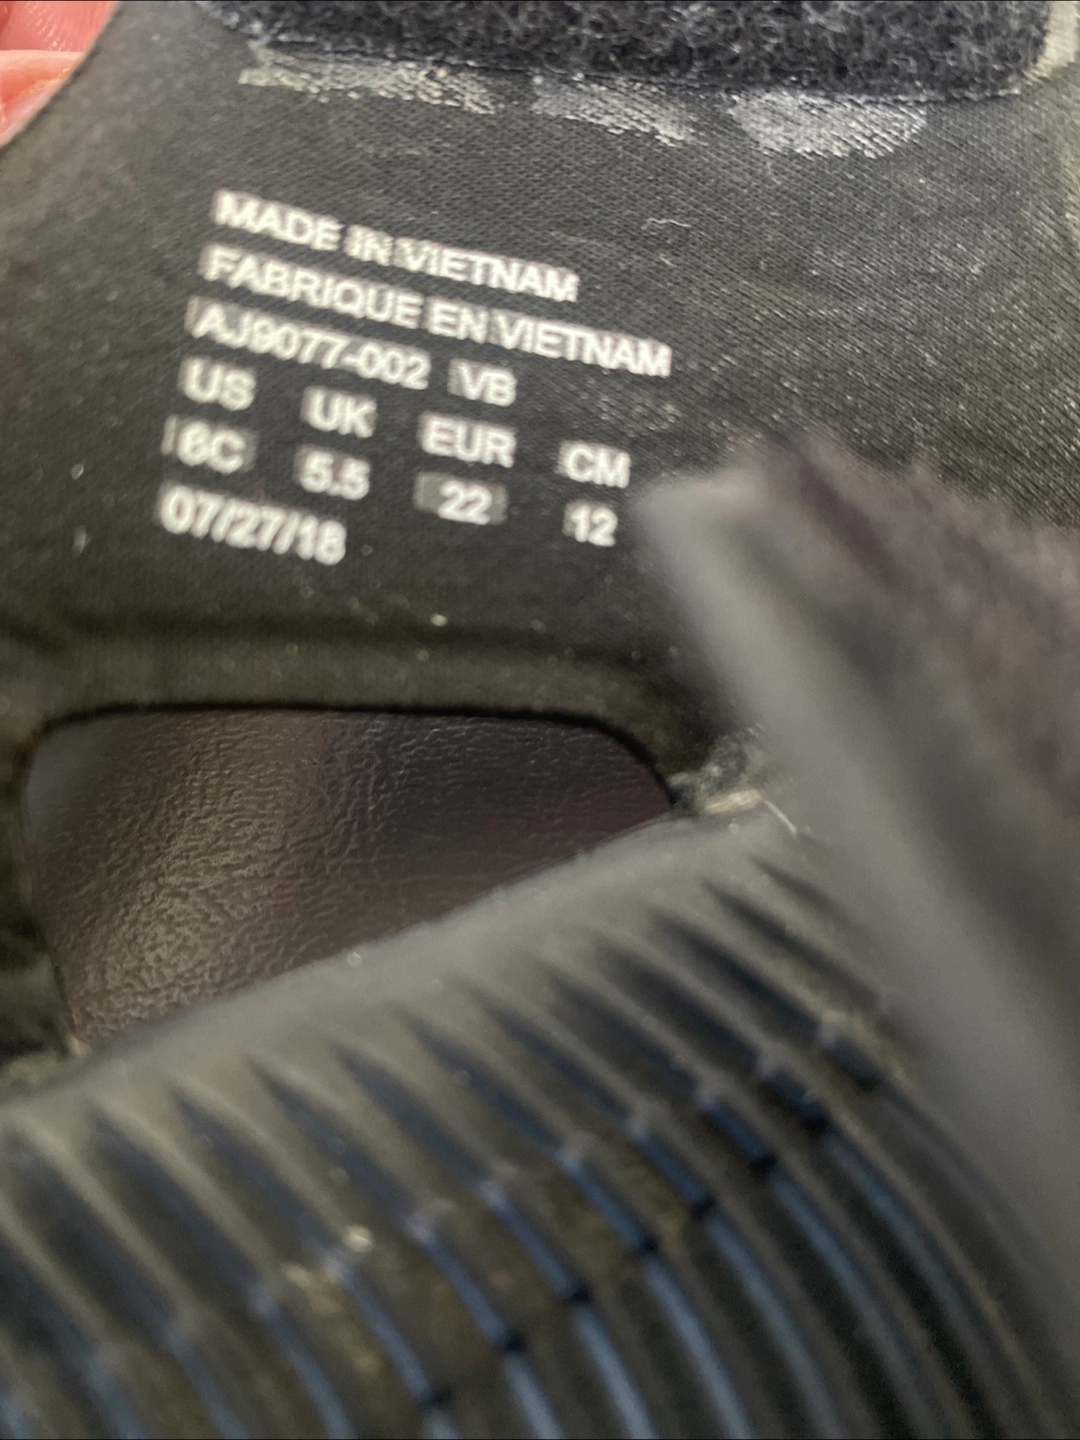 MADE IN VIETNAM
FABRIQUE EN VIETNAM
AJ9077-002 VB
US UK EUR CM
6C 5.5 22 12
07/27/18